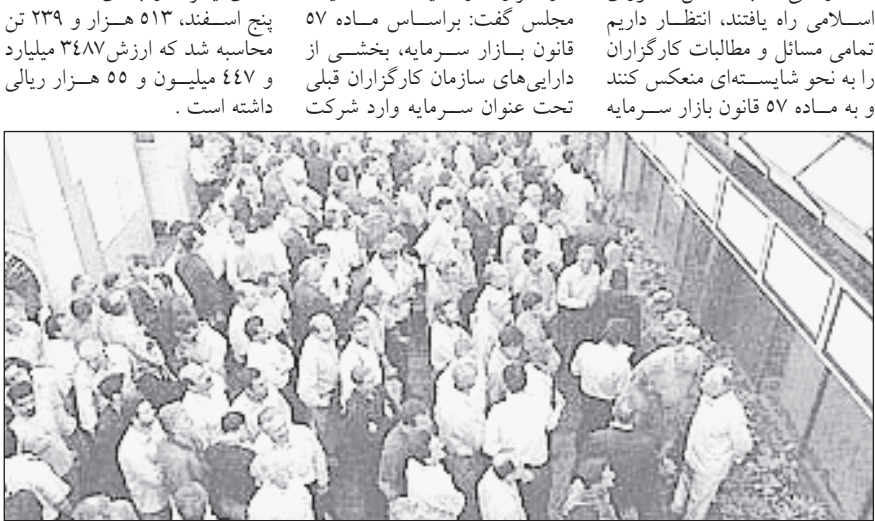 اسلامی راه یافتند، انتظار داریم
تمامی مسائل و مطالبات کارگزاران
را به نحو شایسته‌ای منعکس کنند
و به ماده ۵۷ قانون بازار سرمایه
مجلس گفت: براساس ماده ۵۷
قانون بازار سرمایه، بخشی از
دارایی‌های سازمان کارگزاران قبلی
تحت عنوان سرمایه وارد شرکت
پنج اسفند، ۵۱۳ هزار و ۲۳۹ تن
محاسبه شد که ارزش ۳۴۸۷ میلیارد
و ۴۴۷ میلیون و ۵۵ هزار ریالی
داشته است .